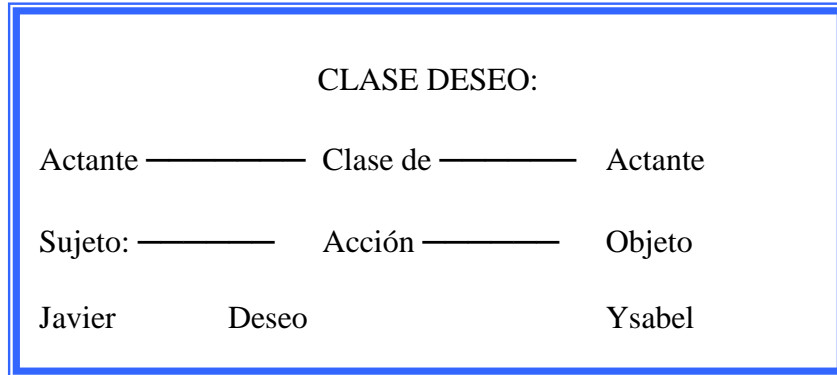 CLASE DESEO:
Actante ———— Clase de ———— Actante
Sujeto: ———— Acción ———— Objeto
Javier Deseo Ysabel